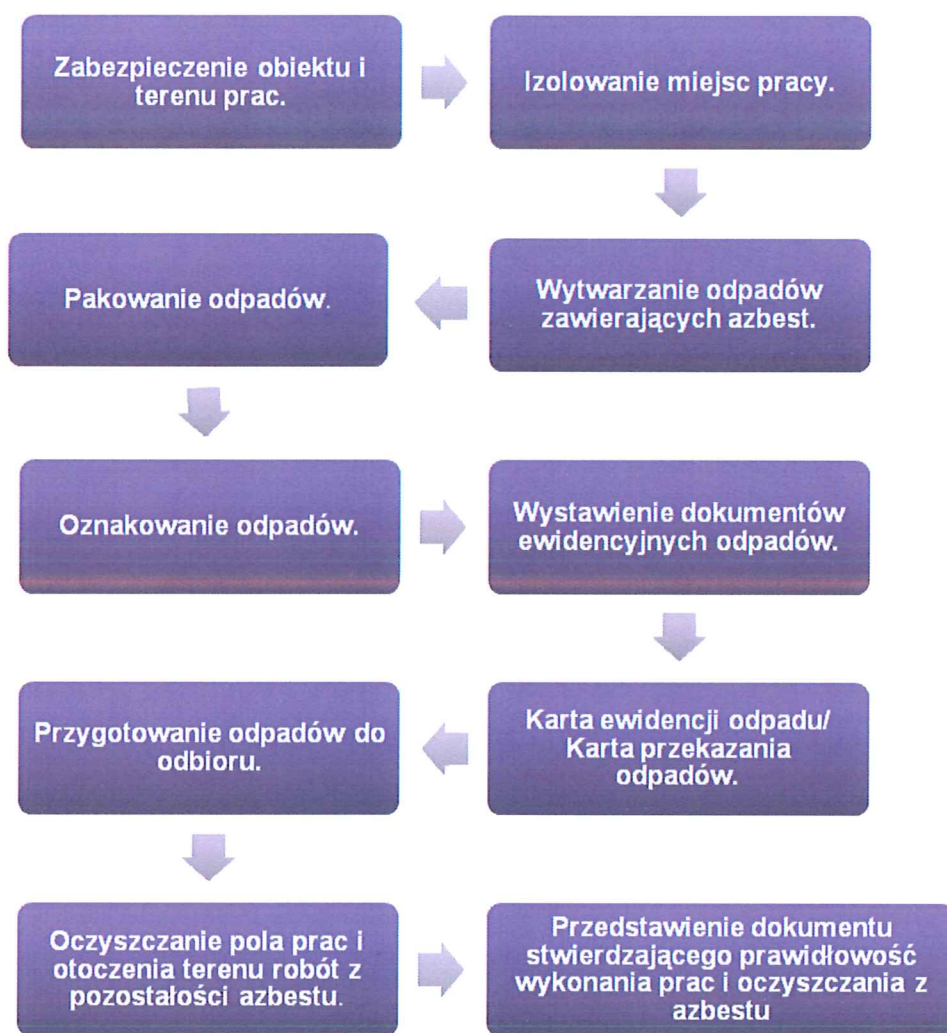 Zabezpieczenie obiektu i
terenu prac.
Izolowanie miejsc pracy.
Wytwarzanie odpadów
zawierających azbest.
Pakowanie odpadów.
Oznakowanie odpadów.
Wystawienie dokumentów
ewidencyjnych odpadów.
Karta ewidencji odpadu/
Karta przekazania
odpadów.
Przygotowanie odpadów do
odbioru.
Oczyszczanie pola prac i
otoczenia terenu robót z
pozostałości azbestu.
Przedstawienie dokumentu
stwierdzającego prawidłowość
wykonania prac i oczyszczania z
azbestu